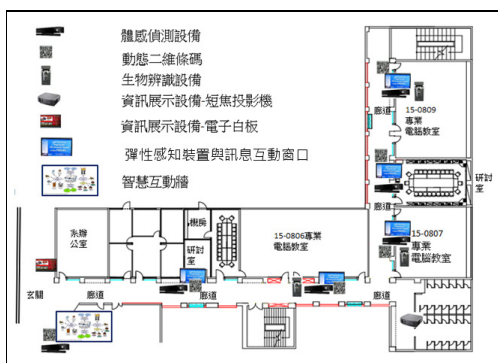 體感偵測設備
動態二維條碼
生物辨識設備
資訊展示設備-短焦投影機
資訊展示設備-電子白板
彈性感知裝置與訊息互動窗口
智慧互動牆
15-0809
專業
電腦教室
廊道
研討
室
廊道
15-0807
專業
電腦教室
廊道
系辦
公室
機房
研討
室
15-0806專業
電腦教室
玄關
廊道
廊道
廊道